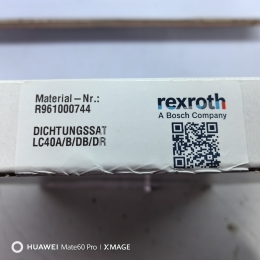 Material-Nr.:
R961000744
rexroth
A Bosch Company
DICHTUNGSSAT
LC40A/B/DB/DR
HUAWEI Mate60 Pro | XMAGE